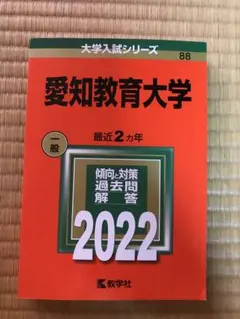 大学入試シリーズ
88
愛知教育大学
一般
最近2カ年
傾向と対策
過去問
解答
2022
教学社